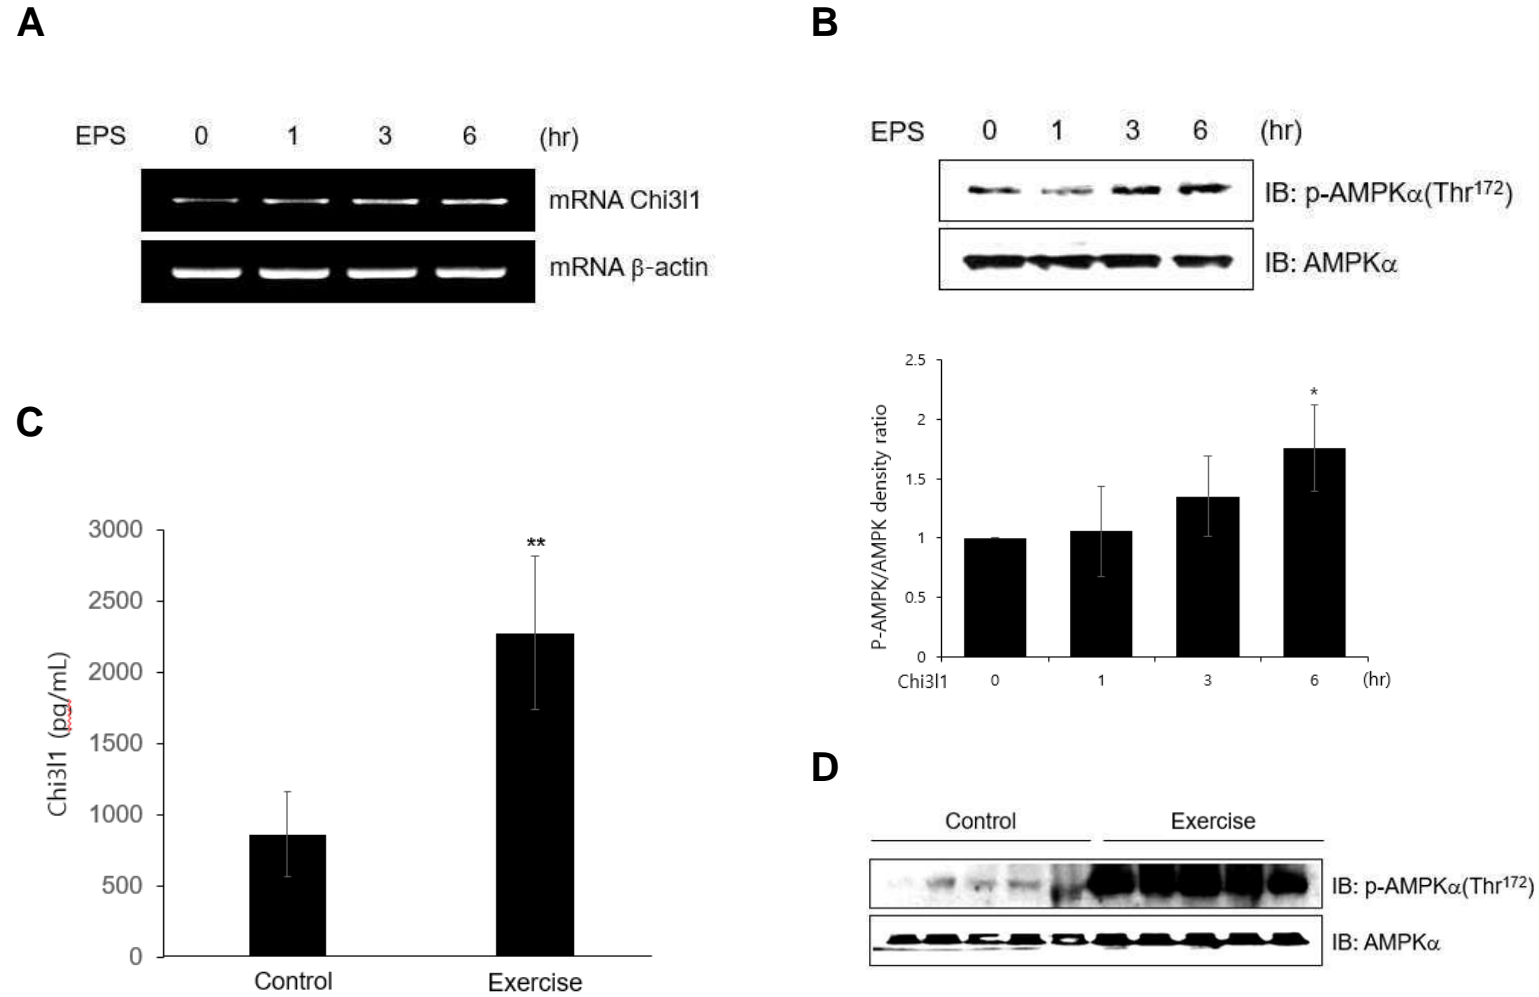 A
EPS 0 1 3 6 (hr)
mRNA Chi3l1
mRNA β-actin
B
EPS 0 1 3 6 (hr)
IB: p-AMPKα(Thr172)
IB: AMPKα
2.5
2
1.5
1
0.5
0
P-AMPK/AMPK density ratio
*
Chi3l1 0 1 3 6 (hr)
C
3000
2500
2000
1500
1000
500
0
Chi3l1 (pg/mL)
**
Control Exercise
D
Control Exercise
IB: p-AMPKα(Thr172)
IB: AMPKα